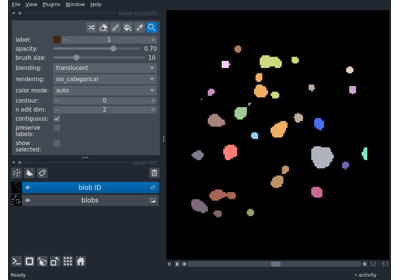 File View Plugins Window Help
layer controls
label: 1
opacity: 0.70
brush size: 10
blending: translucent
rendering: iso_categorical
color mode: auto
contour: 0
n edit dim: 2
contiguous:
preserve
labels:
show
selected:
layer list
blob ID
blobs
32 63
Ready
activity